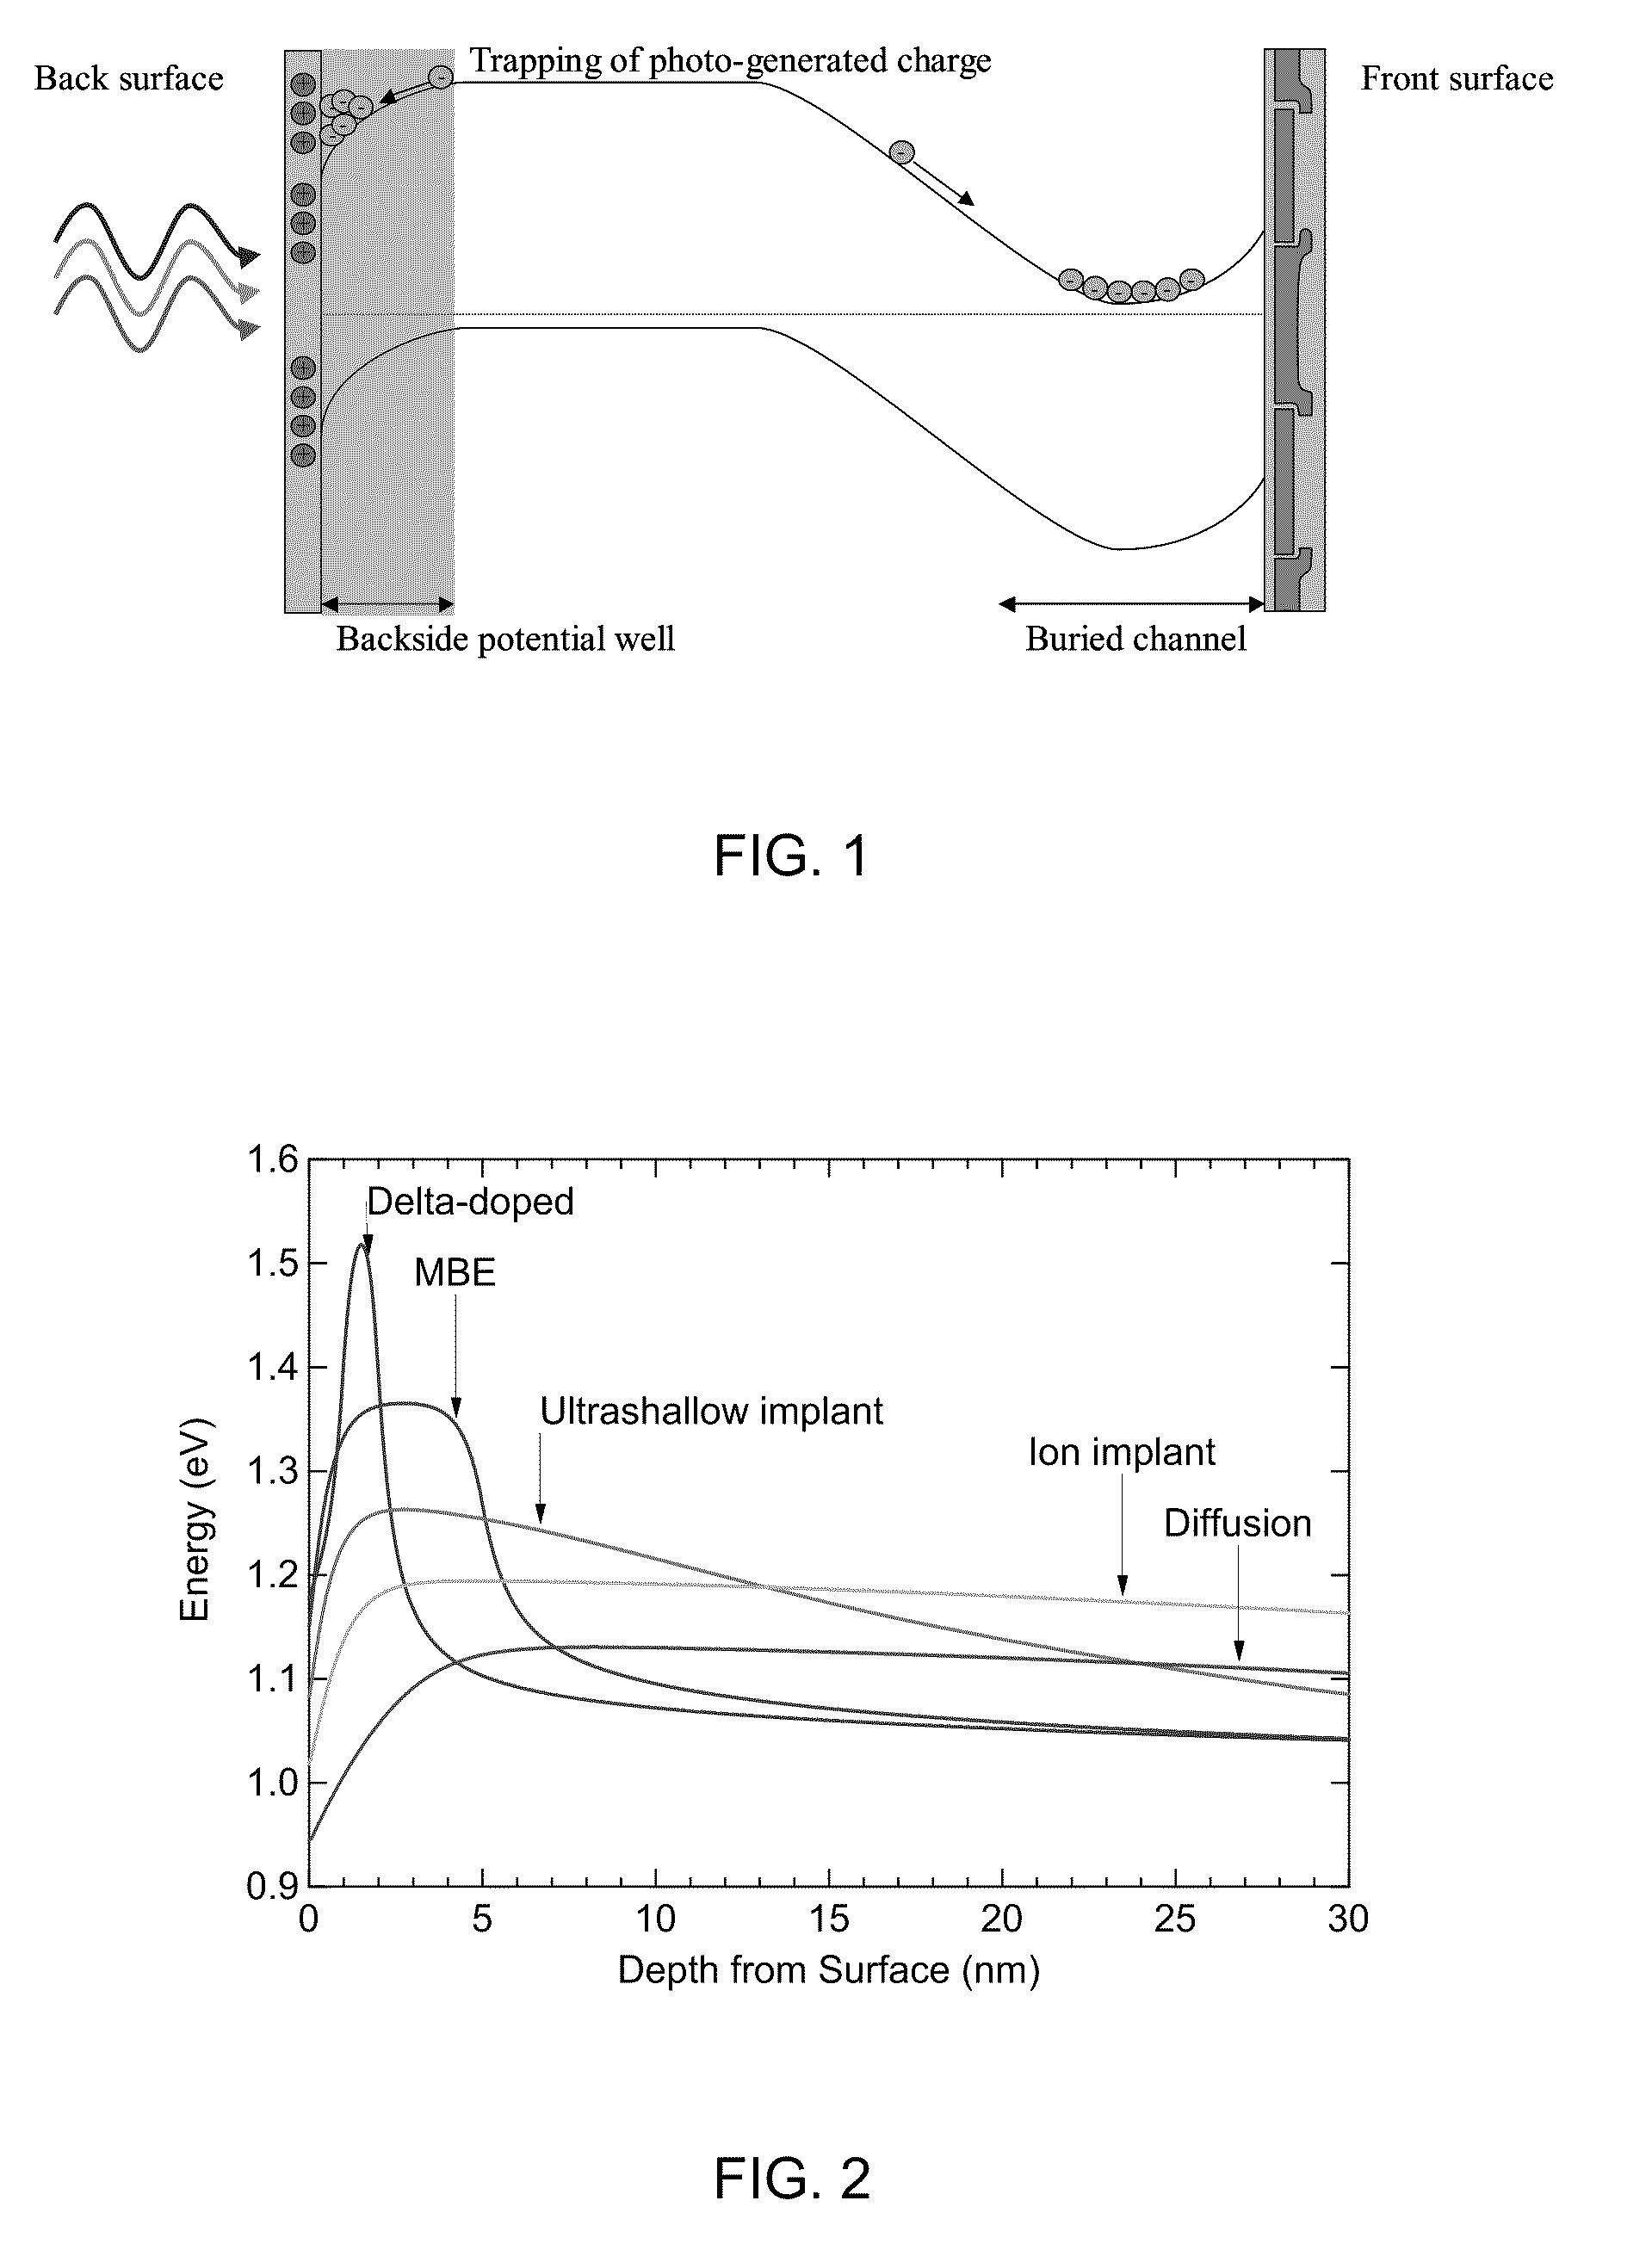 Back surface
Trapping of photo-generated charge
Front surface
Backside potential well
Buried channel
FIG. 1
1.6
1.5
1.4
1.3
1.2
1.1
1.0
0.9
Energy (eV)
Delta-doped
MBE
Ultrashallow implant
Ion implant
Diffusion
0 5 10 15 20 25 30
Depth from Surface (nm)
FIG. 2